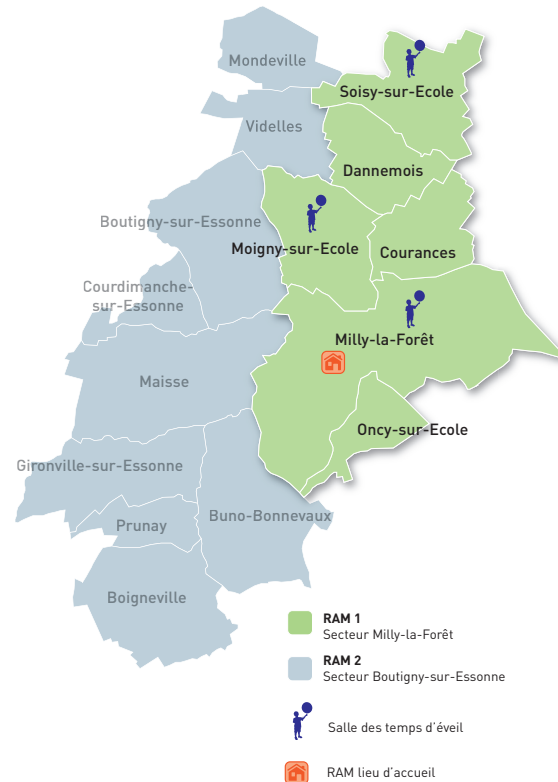 Mondeville
Soisy-sur-Ecole
Videlles
Dannemois
Boutigny-sur-Essonne
Moigny-sur-Ecole
Courances
Courdimanche-
sur-Essonne
Milly-la-Forêt
Maisse
Oncy-sur-Ecole
Gironville-sur-Essonne
Buno-Bonnevaux
Prunay
Boigneville
RAM 1
Secteur Milly-la-Forêt
RAM 2
Secteur Boutigny-sur-Essonne
Salle des temps d'éveil
RAM lieu d'accueil